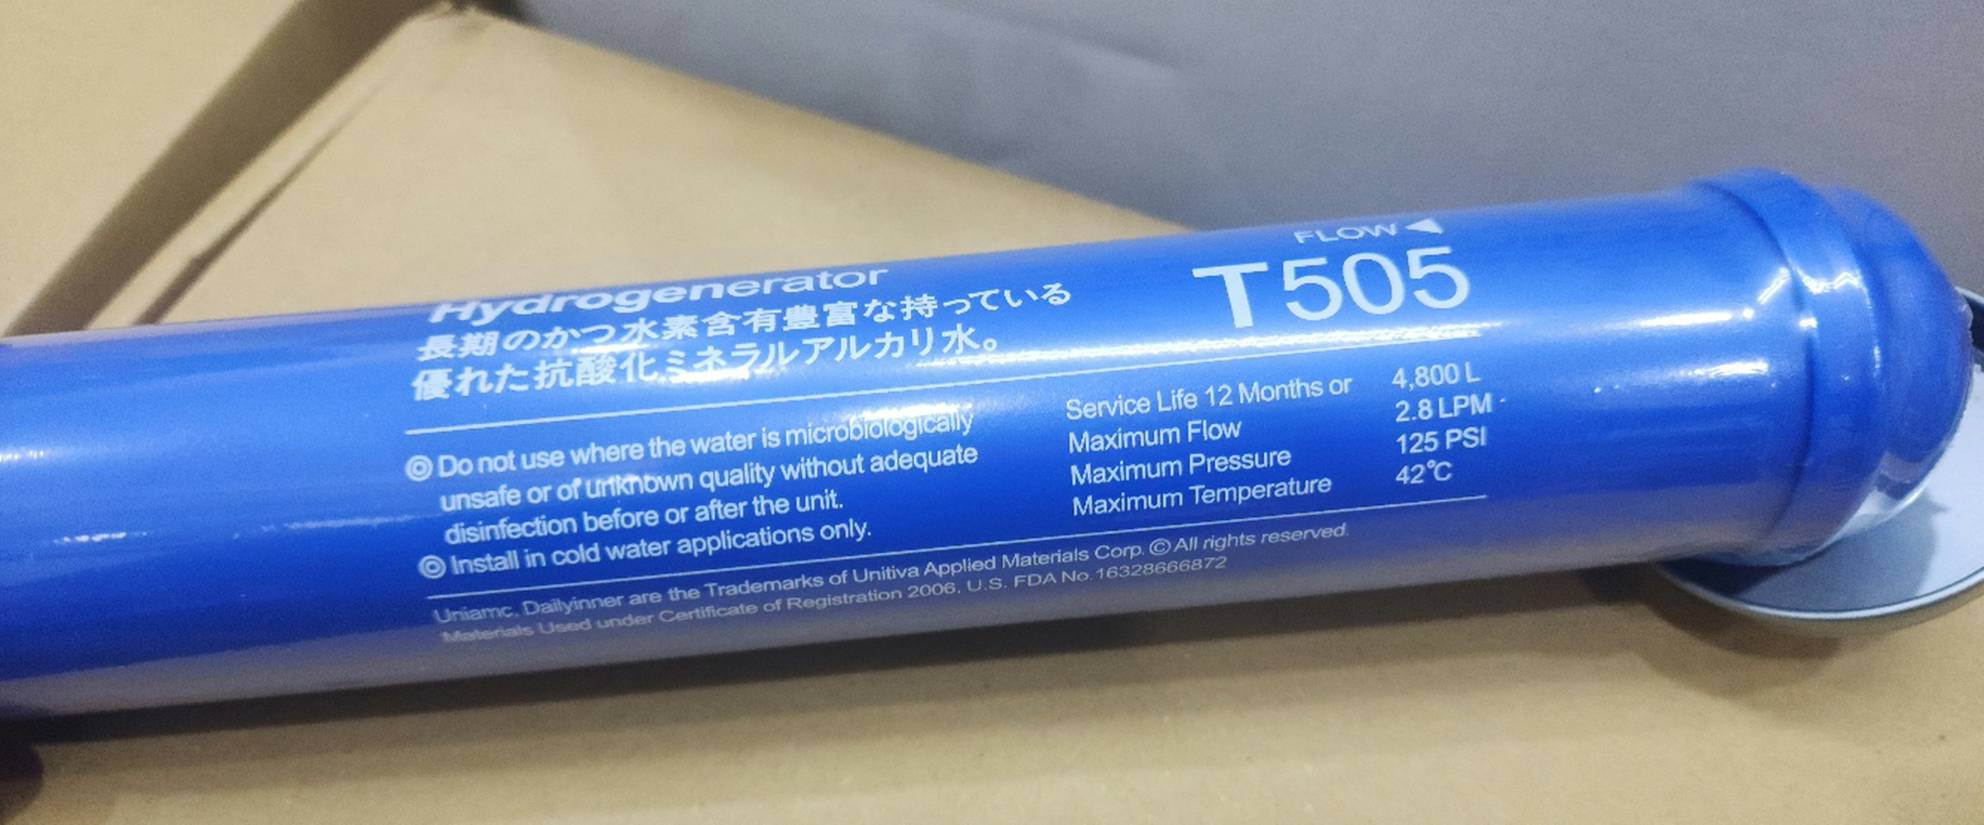 FLOW ◀
Hydrogenerator
T505
長期のかつ水素含有豊富な持っている
優れた抗酸化ミネラルアルカリ水。
◎ Do not use where the water is microbiologically
unsafe or of unknown quality without adequate
disinfection before or after the unit.
◎ Install in cold water applications only.
Service Life 12 Months or 4,800 L
Maximum Flow 2.8 LPM
Maximum Pressure 125 PSI
Maximum Temperature 42℃
Uniamc, Dailyinner are the Trademarks of Unitiva Applied Materials Corp. © All rights reserved.
Materials Used under Certificate of Registration 2006. U.S. FDA No.16328666872